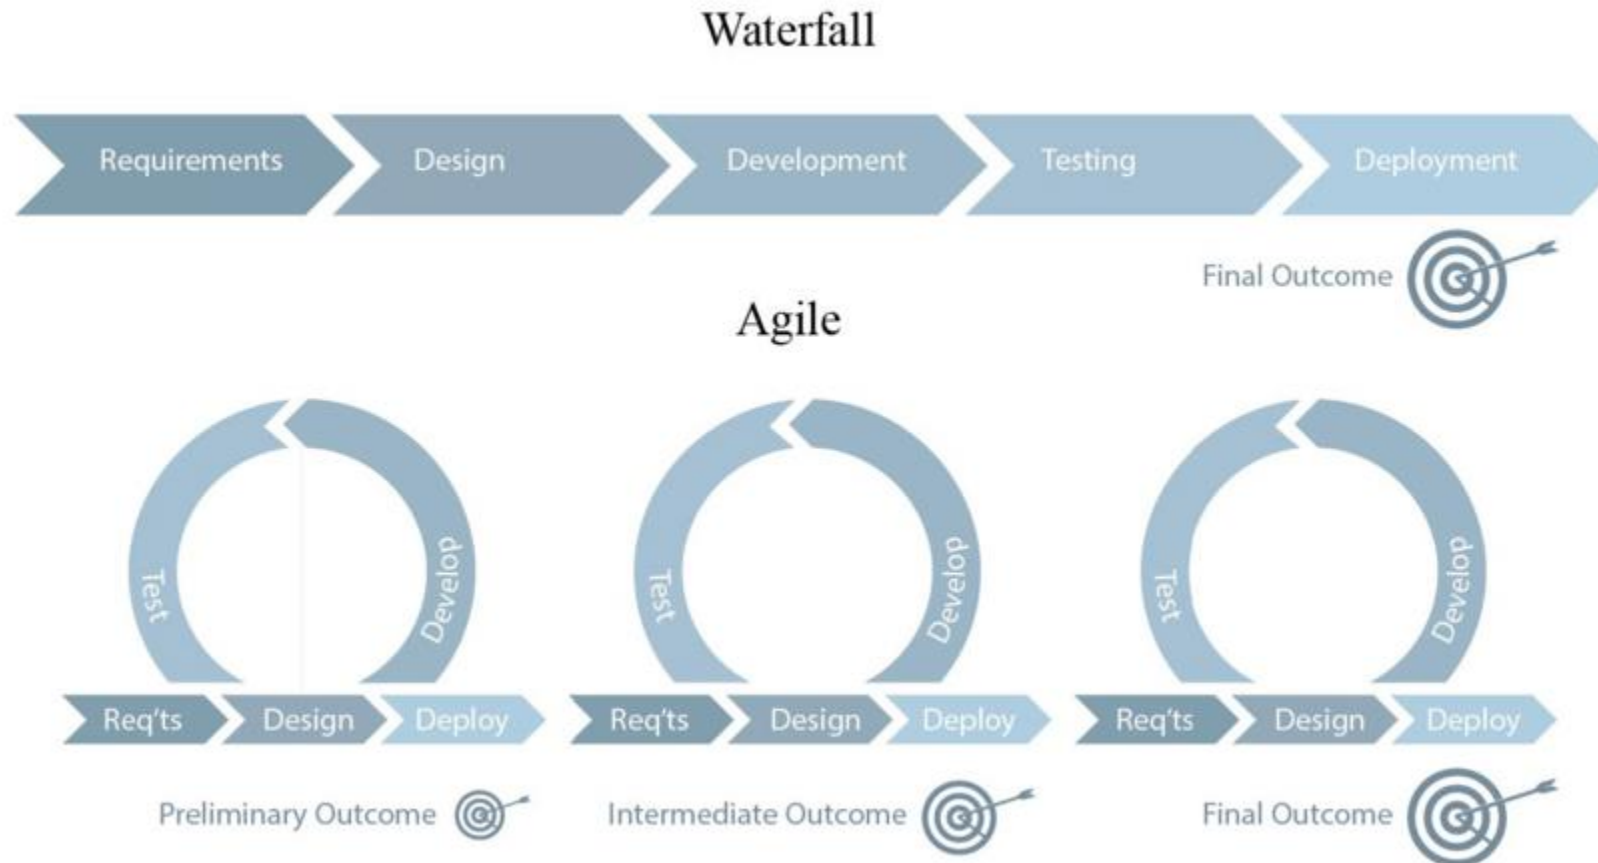 Waterfall
Requirements Design Development Testing Deployment
Final Outcome
Agile
Test Develop Test Develop Test Develop
Req'ts Design Deploy Req'ts Design Deploy Req'ts Design Deploy
Preliminary Outcome Intermediate Outcome Final Outcome